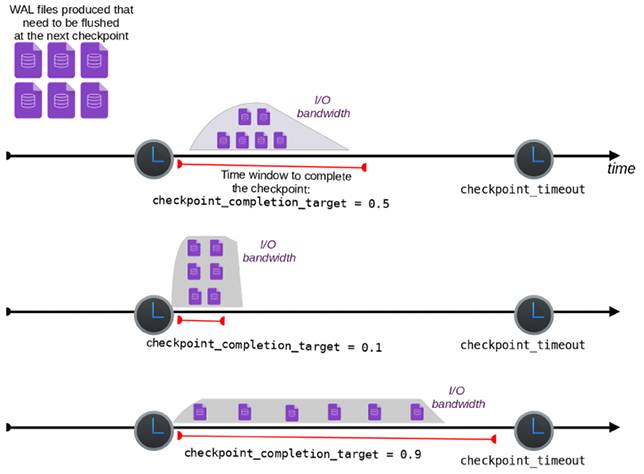 WAL files produced that
need to be flushed
at the next checkpoint
I/O
bandwidth
time
Time window to complete
the checkpoint:
checkpoint_completion_target = 0.5
checkpoint_timeout
I/O
bandwidth
checkpoint_completion_target = 0.1
checkpoint_timeout
I/O
bandwidth
checkpoint_completion_target = 0.9
checkpoint_timeout